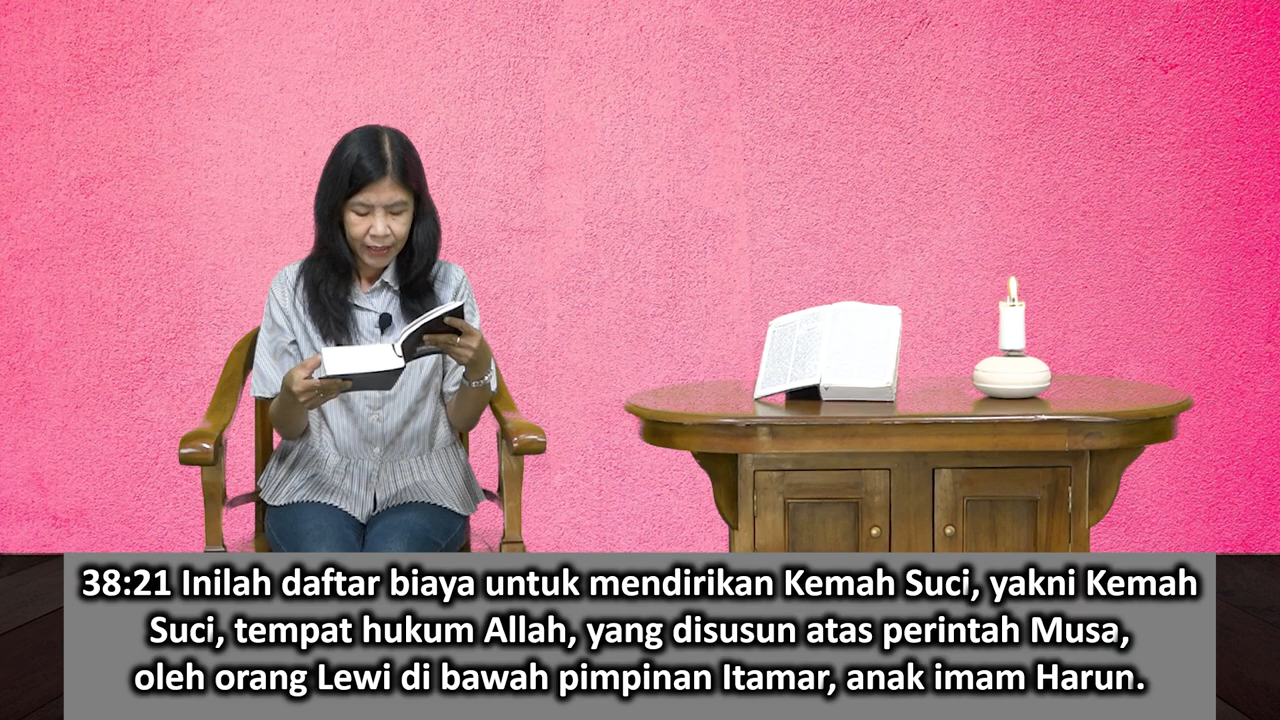 38:21 Inilah daftar biaya untuk mendirikan Kemah Suci, yakni Kemah
Suci, tempat hukum Allah, yang disusun atas perintah Musa,
oleh orang Lewi di bawah pimpinan Itamar, anak imam Harun.